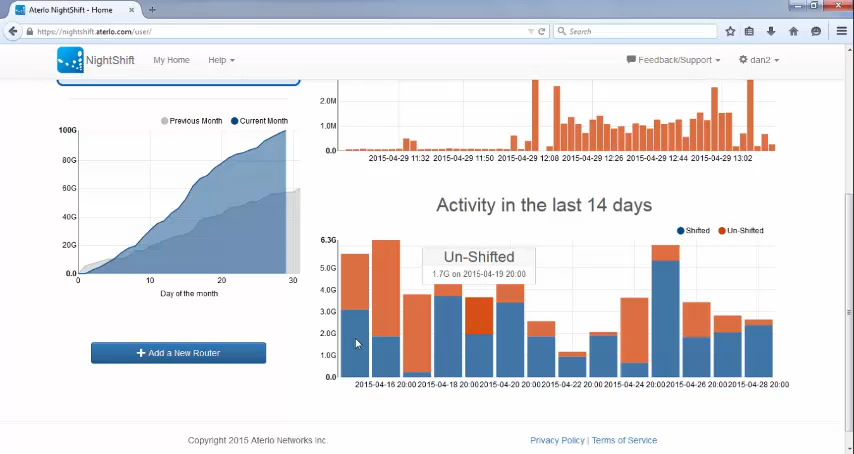 Aterlo NightShift - Home
https://nightshift.aterlo.com/user/
Search
NightShift
My Home
Help
Feedback/Support
dan2
Previous Month
Current Month
100G
80G
60G
40G
20G
0.0
0
10
20
30
Day of the month
+ Add a New Router
2.0M
1.0M
0.0
2015-04-29 11:32 2015-04-29 11:50 2015-04-29 12:08 2015-04-29 12:26 2015-04-29 12:44 2015-04-29 13:02
Activity in the last 14 days
Shifted
Un-Shifted
6.3G
5.0G
4.0G
3.0G
2.0G
1.0G
0.0
Un-Shifted
1.7G on 2015-04-19 20:00
2015-04-16 20:00 2015-04-18 20:00 2015-04-20 20:00 2015-04-22 20:00 2015-04-24 20:00 2015-04-26 20:00 2015-04-28 20:00
Copyright 2015 Aterlo Networks Inc.
Privacy Policy | Terms of Service